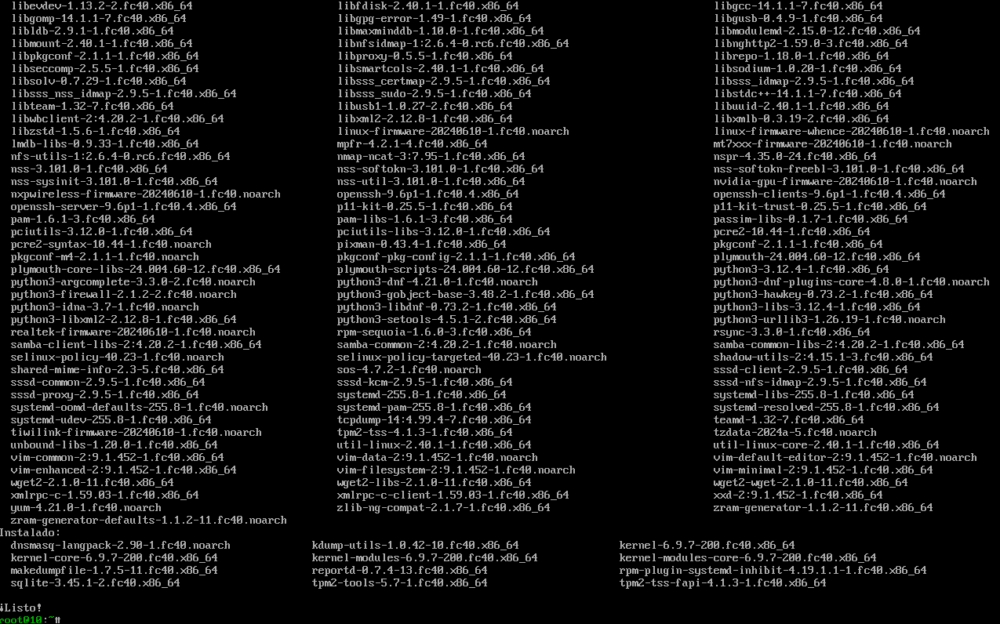 libevdev-1.13.2-2.fc40.x86_64 libfdisk-2.40.1-1.fc40.x86_64 libgcc-14.1.1-7.fc40.x86_64
libgomp-14.1.1-7.fc40.x86_64 libgpg-error-1.49-1.fc40.x86_64 libgusb-0.4.9-1.fc40.x86_64
libldb-2.9.1-1.fc40.x86_64 libmaxminddb-1.10.0-1.fc40.x86_64 libmodulemd-2.15.0-12.fc40.x86_64
libmount-2.40.1-1.fc40.x86_64 libnfsidmap-1:2.6.4-0.rc6.fc40.x86_64 libnghttp2-1.59.0-3.fc40.x86_64
libpkgconf-2.1.1-1.fc40.x86_64 libproxy-0.5.5-1.fc40.x86_64 librepo-1.18.0-1.fc40.x86_64
libseccomp-2.5.5-1.fc40.x86_64 libsmartcols-2.40.1-1.fc40.x86_64 libsodium-1.0.20-1.fc40.x86_64
libsolv-0.7.29-1.fc40.x86_64 libsss_certmap-2.9.5-1.fc40.x86_64 libsss_idmap-2.9.5-1.fc40.x86_64
libsss_nss_idmap-2.9.5-1.fc40.x86_64 libsss_sudo-2.9.5-1.fc40.x86_64 libstdc++-14.1.1-7.fc40.x86_64
libteam-1.32-7.fc40.x86_64 libusb1-1.0.27-2.fc40.x86_64 libuuid-2.40.1-1.fc40.x86_64
libwbclient-2:4.20.2-1.fc40.x86_64 libxml2-2.12.8-1.fc40.x86_64 libxmlb-0.3.19-2.fc40.x86_64
libzstd-1.5.6-1.fc40.x86_64 linux-firmware-20240610-1.fc40.noarch linux-firmware-whence-20240610-1.fc40.noarch
lmdb-libs-0.9.33-1.fc40.x86_64 mpfr-4.2.1-4.fc40.x86_64 mt7xxx-firmware-20240610-1.fc40.noarch
nfs-utils-1:2.6.4-0.rc6.fc40.x86_64 nmap-ncat-3:7.95-1.fc40.x86_64 nspr-4.35.0-24.fc40.x86_64
nss-3.101.0-1.fc40.x86_64 nss-softokn-3.101.0-1.fc40.x86_64 nss-softokn-freebl-3.101.0-1.fc40.x86_64
nss-sysinit-3.101.0-1.fc40.x86_64 nss-util-3.101.0-1.fc40.x86_64 nvidia-gpu-firmware-20240610-1.fc40.noarch
nxpwireless-firmware-20240610-1.fc40.noarch openssh-9.6p1-1.fc40.4.x86_64 openssh-clients-9.6p1-1.fc40.4.x86_64
openssh-server-9.6p1-1.fc40.4.x86_64 p11-kit-0.25.5-1.fc40.x86_64 p11-kit-trust-0.25.5-1.fc40.x86_64
pam-1.6.1-3.fc40.x86_64 pam-libs-1.6.1-3.fc40.x86_64 passim-libs-0.1.7-1.fc40.x86_64
pciutils-3.12.0-1.fc40.x86_64 pciutils-libs-3.12.0-1.fc40.x86_64 pcre2-10.44-1.fc40.x86_64
pcre2-syntax-10.44-1.fc40.noarch pixman-0.43.4-1.fc40.x86_64 pkgconf-2.1.1-1.fc40.x86_64
pkgconf-m4-2.1.1-1.fc40.noarch pkgconf-pkg-config-2.1.1-1.fc40.x86_64 plymouth-24.004.60-12.fc40.x86_64
plymouth-core-libs-24.004.60-12.fc40.x86_64 plymouth-scripts-24.004.60-12.fc40.x86_64 python3-3.12.4-1.fc40.x86_64
python3-argcomplete-3.3.0-2.fc40.noarch python3-dnf-4.21.0-1.fc40.noarch python3-dnf-plugins-core-4.8.0-1.fc40.noarch
python3-firewall-2.1.2-2.fc40.noarch python3-gobject-base-3.48.2-1.fc40.x86_64 python3-hawkey-0.73.2-1.fc40.x86_64
python3-idna-3.7-1.fc40.noarch python3-libdnf-0.73.2-1.fc40.x86_64 python3-libs-3.12.4-1.fc40.x86_64
python3-libxml2-2.12.8-1.fc40.x86_64 python3-setools-4.5.1-2.fc40.x86_64 python3-urllib3-1.26.19-1.fc40.noarch
realtek-firmware-20240610-1.fc40.noarch rpm-sequoia-1.6.0-3.fc40.x86_64 rsync-3.3.0-1.fc40.x86_64
samba-client-libs-2:4.20.2-1.fc40.x86_64 samba-common-2:4.20.2-1.fc40.noarch samba-common-libs-2:4.20.2-1.fc40.x86_64
selinux-policy-40.23-1.fc40.noarch selinux-policy-targeted-40.23-1.fc40.noarch shadow-utils-2:4.15.1-3.fc40.x86_64
shared-mime-info-2.3-5.fc40.x86_64 sos-4.7.2-1.fc40.noarch sssd-client-2.9.5-1.fc40.x86_64
sssd-common-2.9.5-1.fc40.x86_64 sssd-kcm-2.9.5-1.fc40.x86_64 sssd-nfs-idmap-2.9.5-1.fc40.x86_64
sssd-proxy-2.9.5-1.fc40.x86_64 systemd-255.8-1.fc40.x86_64 systemd-libs-255.8-1.fc40.x86_64
systemd-oomd-defaults-255.8-1.fc40.noarch systemd-pam-255.8-1.fc40.x86_64 systemd-resolved-255.8-1.fc40.x86_64
systemd-udev-255.8-1.fc40.x86_64 tcpdump-14:4.99.4-7.fc40.x86_64 teamd-1.32-7.fc40.x86_64
tiwilink-firmware-20240610-1.fc40.noarch tpm2-tss-4.1.3-1.fc40.x86_64 tzdata-2024a-5.fc40.noarch
unbound-libs-1.20.0-1.fc40.x86_64 util-linux-2.40.1-1.fc40.x86_64 util-linux-core-2.40.1-1.fc40.x86_64
vim-common-2:9.1.452-1.fc40.x86_64 vim-data-2:9.1.452-1.fc40.noarch vim-default-editor-2:9.1.452-1.fc40.noarch
vim-enhanced-2:9.1.452-1.fc40.x86_64 vim-filesystem-2:9.1.452-1.fc40.noarch vim-minimal-2:9.1.452-1.fc40.x86_64
wget2-2.1.0-11.fc40.x86_64 wget2-libs-2.1.0-11.fc40.x86_64 wget2-wget-2.1.0-11.fc40.x86_64
xmlrpc-c-1.59.03-1.fc40.x86_64 xmlrpc-c-client-1.59.03-1.fc40.x86_64 xxd-2:9.1.452-1.fc40.x86_64
yum-4.21.0-1.fc40.noarch zlib-ng-compat-2.1.7-1.fc40.x86_64 zram-generator-1.1.2-11.fc40.x86_64
zram-generator-defaults-1.1.2-11.fc40.noarch
Instalado:
dnsmasq-langpack-2.90-1.fc40.noarch kdump-utils-1.0.42-10.fc40.x86_64 kernel-6.9.7-200.fc40.x86_64
kernel-core-6.9.7-200.fc40.x86_64 kernel-modules-6.9.7-200.fc40.x86_64 kernel-modules-core-6.9.7-200.fc40.x86_64
makedumpfile-1.7.5-11.fc40.x86_64 reportd-0.7.4-13.fc40.x86_64 rpm-plugin-systemd-inhibit-4.19.1.1-1.fc40.x86_64
sqlite-3.45.1-2.fc40.x86_64 tpm2-tools-5.7-1.fc40.x86_64 tpm2-tss-fapi-4.1.3-1.fc40.x86_64
¡Listo!
root@10:~#